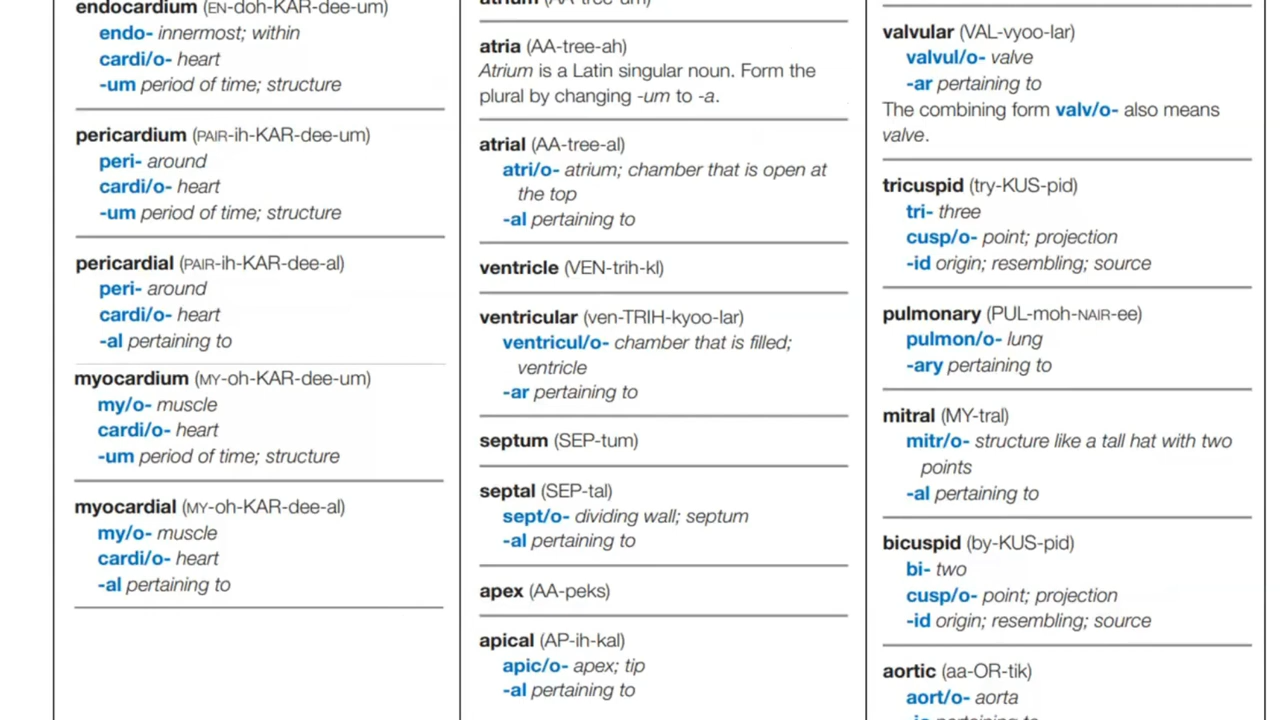 endocardium (EN-doh-KAR-dee-um)
endo- innermost; within
cardi/o- heart
-um period of time; structure
pericardium (PAIR-ih-KAR-dee-um)
peri- around
cardi/o- heart
-um period of time; structure
pericardial (PAIR-ih-KAR-dee-al)
peri- around
cardi/o- heart
-al pertaining to
myocardium (MY-oh-KAR-dee-um)
my/o- muscle
cardi/o- heart
-um period of time; structure
myocardial (MY-oh-KAR-dee-al)
my/o- muscle
cardi/o- heart
-al pertaining to
atrium (AA-tree-um)
atria (AA-tree-ah)
Atrium is a Latin singular noun. Form the
plural by changing -um to -a.
atrial (AA-tree-al)
atri/o- atrium; chamber that is open at
the top
-al pertaining to
ventricle (VEN-trih-kl)
ventricular (ven-TRIH-kyoo-lar)
ventricul/o- chamber that is filled;
ventricle
-ar pertaining to
septum (SEP-tum)
septal (SEP-tal)
sept/o- dividing wall; septum
-al pertaining to
apex (AA-peks)
apical (AP-ih-kal)
apic/o- apex; tip
-al pertaining to
valvular (VAL-vyoo-lar)
valvul/o- valve
-ar pertaining to
The combining form valv/o- also means
valve.
tricuspid (try-KUS-pid)
tri- three
cusp/o- point; projection
-id origin; resembling; source
pulmonary (PUL-moh-NAIR-ee)
pulmon/o- lung
-ary pertaining to
mitral (MY-tral)
mitr/o- structure like a tall hat with two
points
-al pertaining to
bicuspid (by-KUS-pid)
bi- two
cusp/o- point; projection
-id origin; resembling; source
aortic (aa-OR-tik)
aort/o- aorta
-ic pertaining to